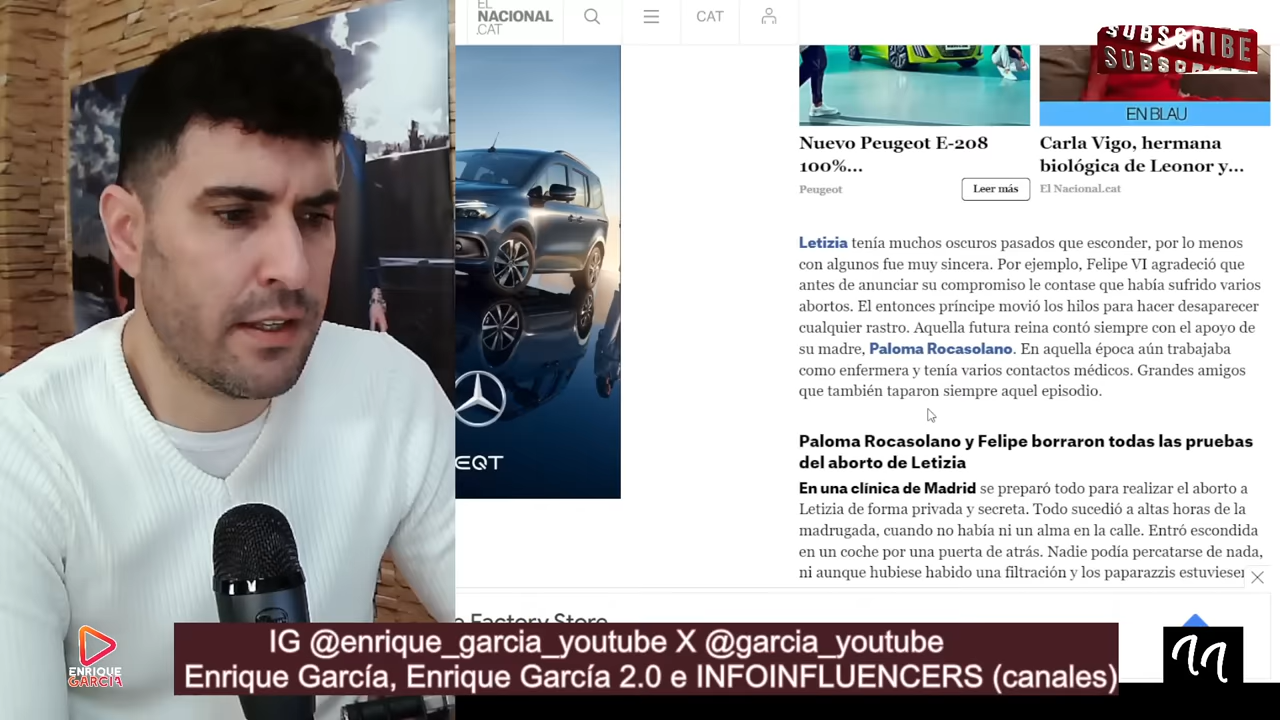 EL
NACIONAL
.CAT
CAT
SUBSCRIBE
SUBSCRIBE
EN BLAU
Nuevo Peugeot E-208
100%...
Peugeot
Leer más
Carla Vigo, hermana
biológica de Leonor y...
El Nacional.cat
Letizia tenía muchos oscuros pasados que esconder, por lo menos
con algunos fue muy sincera. Por ejemplo, Felipe VI agradeció que
antes de anunciar su compromiso le contase que había sufrido varios
abortos. El entonces príncipe movió los hilos para hacer desaparecer
cualquier rastro. Aquella futura reina contó siempre con el apoyo de
su madre, Paloma Rocasolano. En aquella época aún trabajaba
como enfermera y tenía varios contactos médicos. Grandes amigos
que también taparon siempre aquel episodio.
EQT
Paloma Rocasolano y Felipe borraron todas las pruebas
del aborto de Letizia
En una clínica de Madrid se preparó todo para realizar el aborto a
Letizia de forma privada y secreta. Todo sucedió a altas horas de la
madrugada, cuando no había ni un alma en la calle. Entró escondida
en un coche por una puerta de atrás. Nadie podía percatarse de nada,
ni aunque hubiese habido una filtración y los paparazzis estuviesen
Factory Store
IG @enrique_garcia_youtube X @garcia_youtube
Enrique García, Enrique García 2.0 e INFOINFLUENCERS (canales)
ENRIQUE
GARCÍA